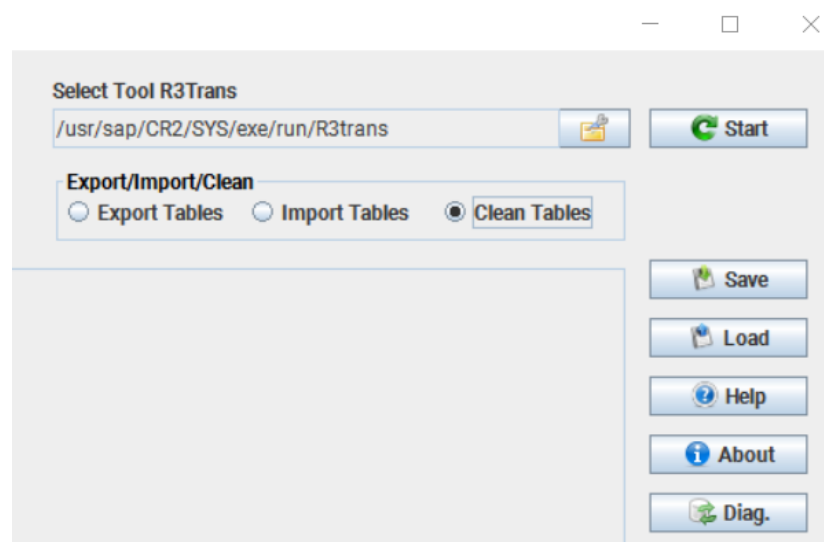 Select Tool R3Trans
/usr/sap/CR2/SYS/exe/run/R3trans
Start
Export/Import/Clean
Export Tables Import Tables Clean Tables
Save
Load
Help
About
Diag.